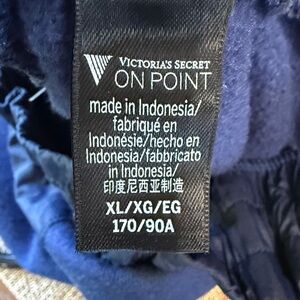 VICTORIA'S SECRET
ON POINT
made in Indonesia/
fabriqué en
Indonésie/hecho en
Indonesia/fabbricato
in Indonesia/
印度尼西亚制造
XL/XG/EG
170/90A